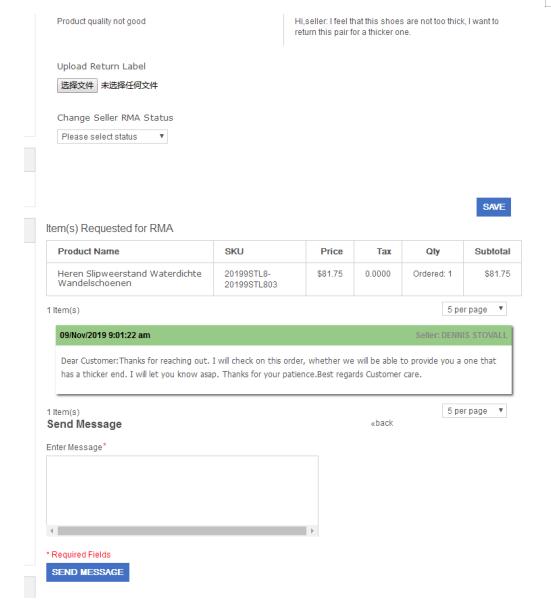 Product quality not good
Hi,seller. I feel that this shoes are not too thick, I want to
return this pair for a thicker one.
Upload Return Label
选择文件 未选择任何文件
Change Seller RMA Status
Please select status
SAVE
Item(s) Requested for RMA
Product Name SKU Price Tax Qty Subtotal
Heren Slipweerstand Waterdichte 20199STL8- $81.75 0.0000 Ordered: 1 $81.75
Wandelschoenen 20199STL803
1 Item(s) 5 per page
09/Nov/2019 9:01:22 am Seller: DENNIS STOVALL
Dear Customer:Thanks for reaching out. I will check on this order, whether we will be able to provide you a one that
has a thicker end. I will let you know asap. Thanks for your patience.Best regards Customer care.
1 Item(s) 5 per page
Send Message «back
Enter Message*
* Required Fields
SEND MESSAGE